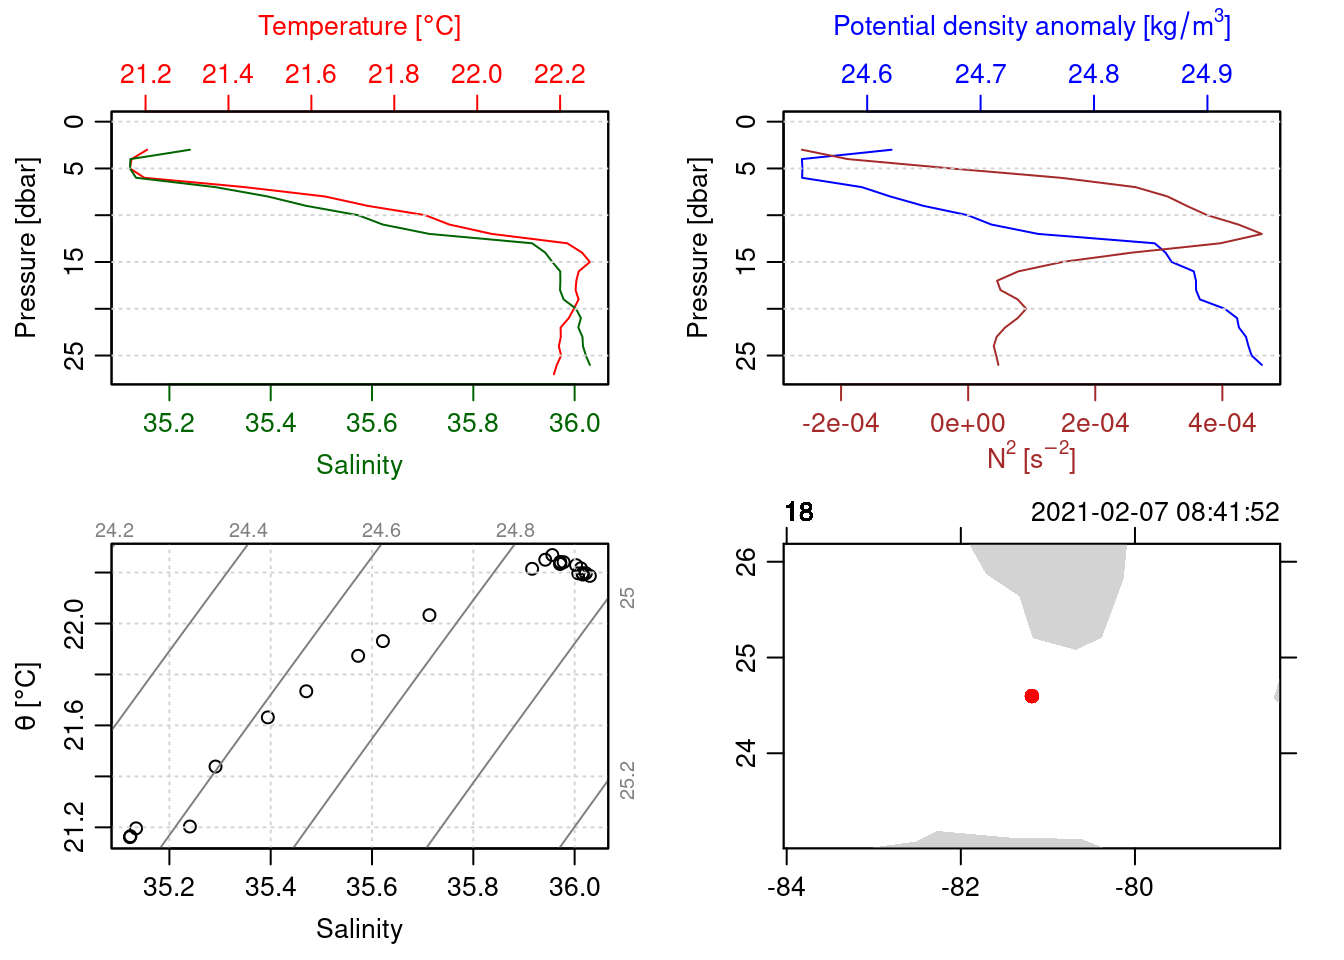 Temperature [°C]
21.2 21.4 21.6 21.8 22.0 22.2
0
5
15
25
Pressure [dbar]
35.2 35.4 35.6 35.8 36.0
Salinity
Potential density anomaly [kg/m³]
24.6 24.7 24.8 24.9
0
5
15
25
Pressure [dbar]
-2e-04 0e+00 2e-04 4e-04
N² [s⁻²]
24.2 24.4 24.6 24.8
25
25.2
22.0
21.6
21.2
θ [°C]
35.2 35.4 35.6 35.8 36.0
Salinity
18 2021-02-07 08:41:52
26
25
24
-84 -82 -80